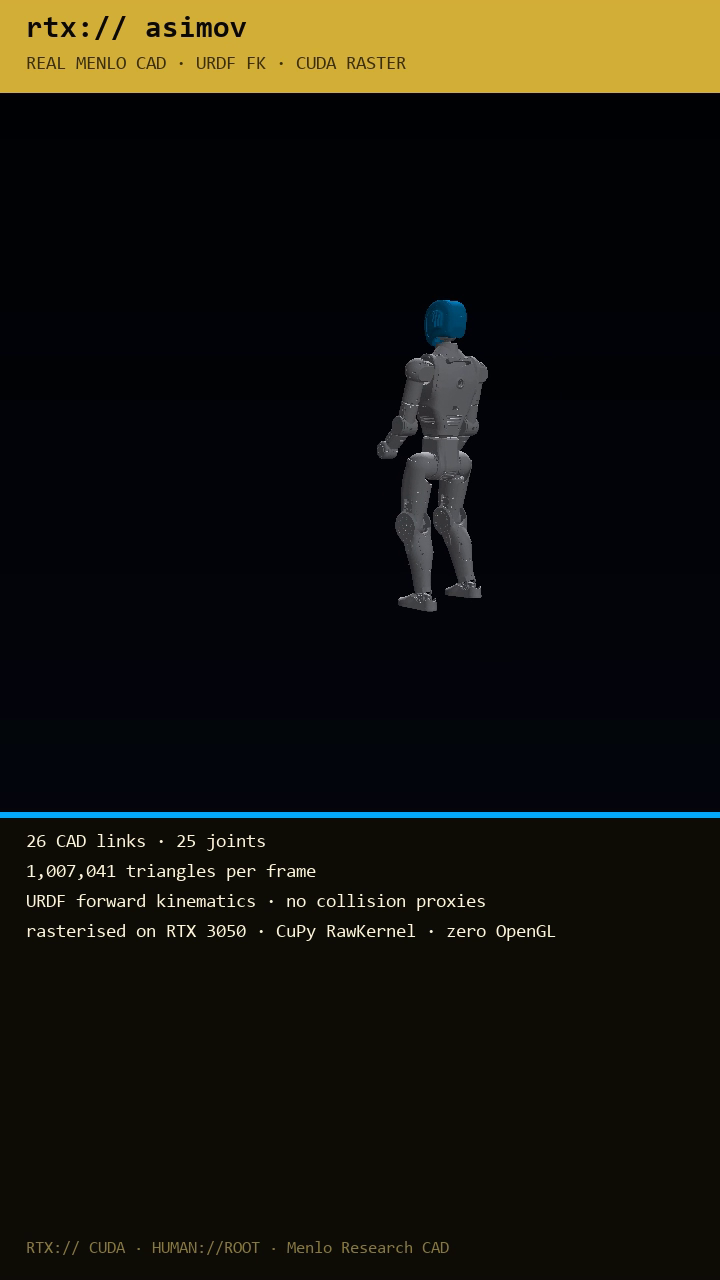 rtx:// asimov
REAL MENLO CAD · URDF FK · CUDA RASTER
26 CAD links · 25 joints
1,007,041 triangles per frame
URDF forward kinematics · no collision proxies
rasterised on RTX 3050 · CuPy RawKernel · zero OpenGL
RTX:// CUDA · HUMAN://ROOT · Menlo Research CAD